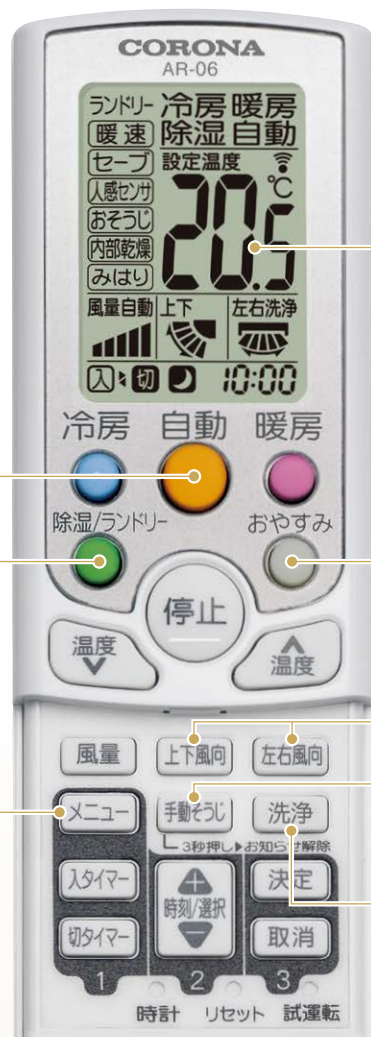 CORONA
AR-06
ランドリー 冷房 暖房
暖速 除湿 自動
セーブ 設定温度
人感センサ 20.5℃
おそうじ
内部乾燥
みはり
風量自動 上下 左右洗浄
入 切 10:00
冷房 自動 暖房
除湿/ランドリー おやすみ
停止
温度 温度
風量 上下風向 左右風向
メニュー 手動そうじ 洗浄
3秒押し▶お知らせ解除
入タイマー 時刻/選択 決定
切タイマー 取消
1 2 3
時計 リセット 試運転